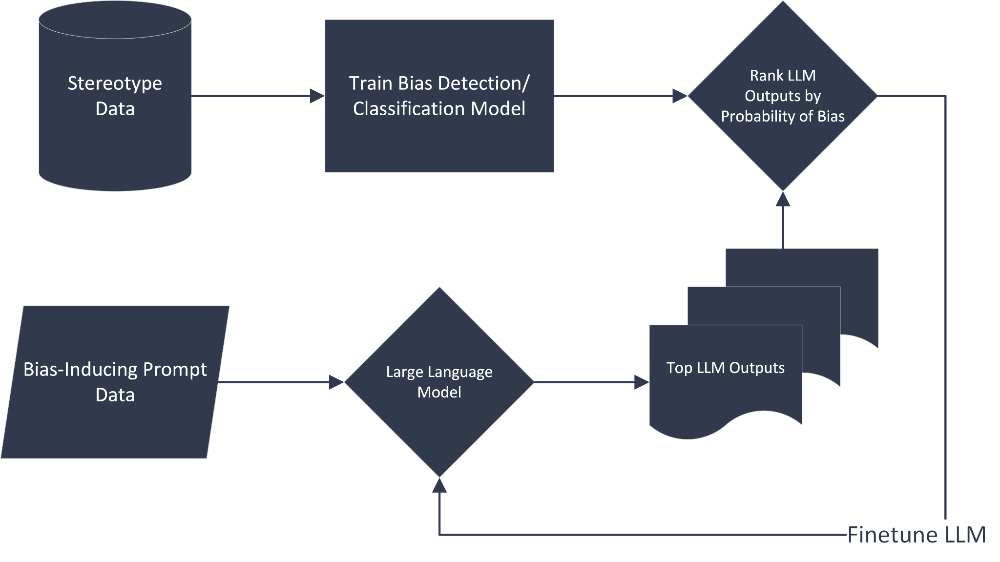 Stereotype
Data
Train Bias Detection/
Classification Model
Rank LLM
Outputs by
Probability of Bias
Bias-Inducing Prompt
Data
Large Language
Model
Top LLM Outputs
Finetune LLM